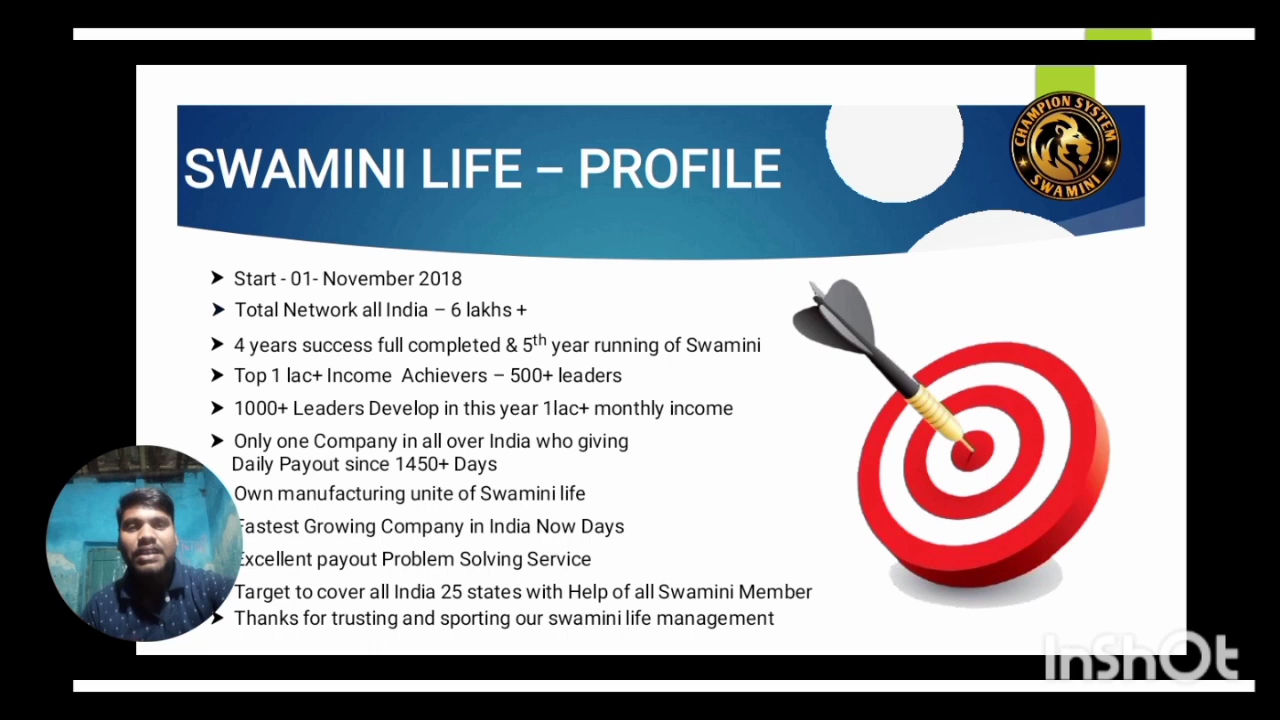 CHAMPION SYSTEM
SWAMINI
SWAMINI LIFE – PROFILE
Start - 01- November 2018
Total Network all India – 6 lakhs +
4 years success full completed & 5th year running of Swamini
Top 1 lac+ Income Achievers – 500+ leaders
1000+ Leaders Develop in this year 1lac+ monthly income
Only one Company in all over India who giving
Daily Payout since 1450+ Days
Own manufacturing unite of Swamini life
Fastest Growing Company in India Now Days
Excellent payout Problem Solving Service
Target to cover all India 25 states with Help of all Swamini Member
Thanks for trusting and sporting our swamini life management
InShOt